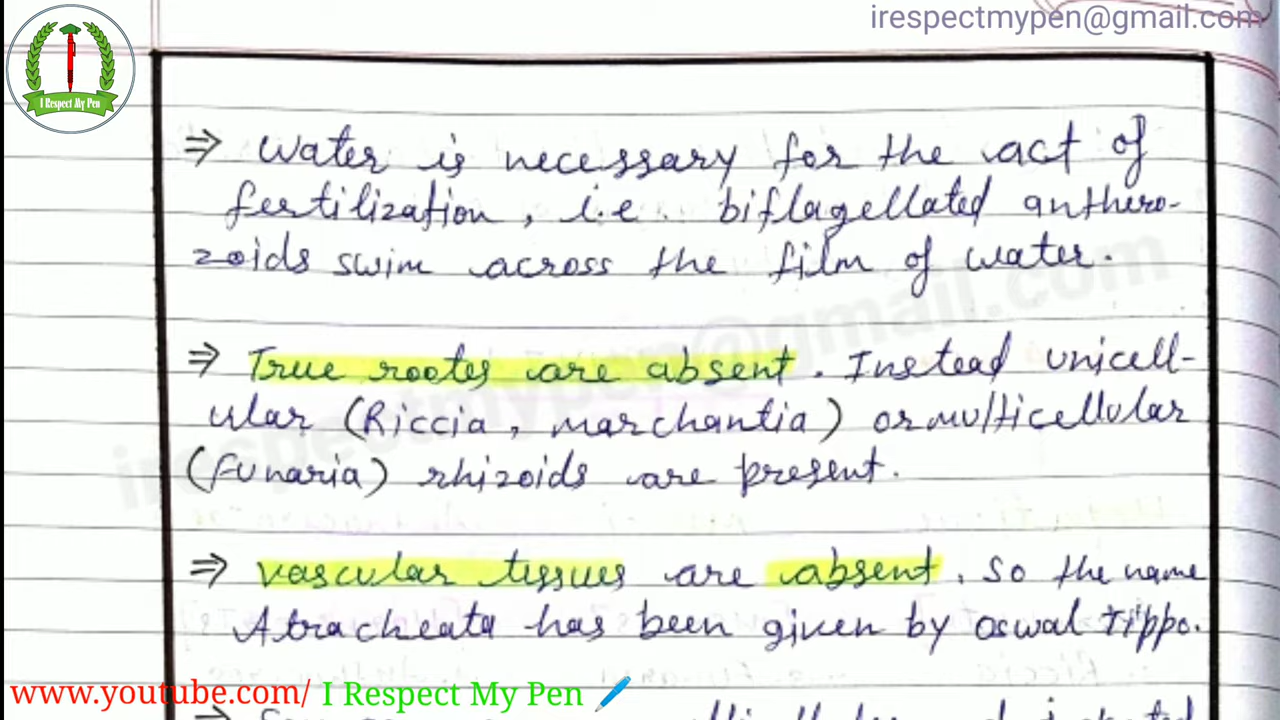 irespectmypen@gmail.com
I Respect My Pen
⇒ Water is necessary for the act of
fertilization, i.e. biflagellated anthero-
zoids swim across the film of water.
⇒ True roots are absent. Instead unicell-
ular (Riccia, marchantia) or multicellular
(funaria) rhizoids are present.
⇒ vascular tissues are absent. So the name
Atracheata has been given by oswal tippo.
www.youtube.com/ I Respect My Pen